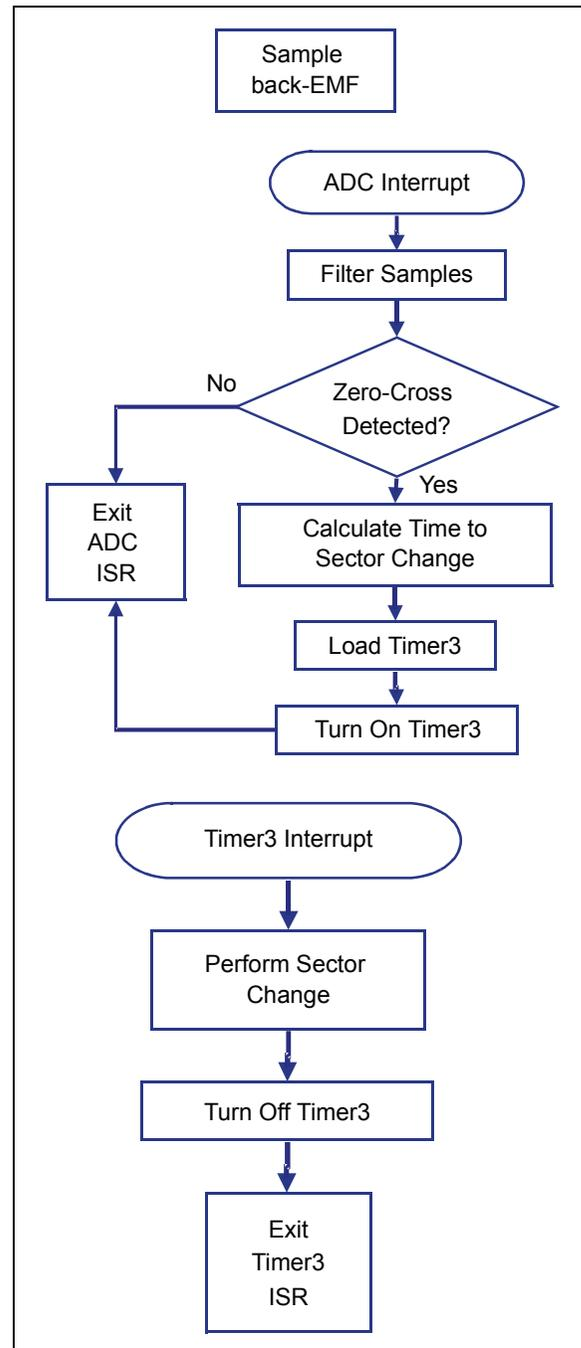 Sample
back-EMF
ADC Interrupt
Filter Samples
Zero-Cross
Detected?
No
Yes
Exit
ADC
ISR
Calculate Time to
Sector Change
Load Timer3
Turn On Timer3
Timer3 Interrupt
Perform Sector
Change
Turn Off Timer3
Exit
Timer3
ISR